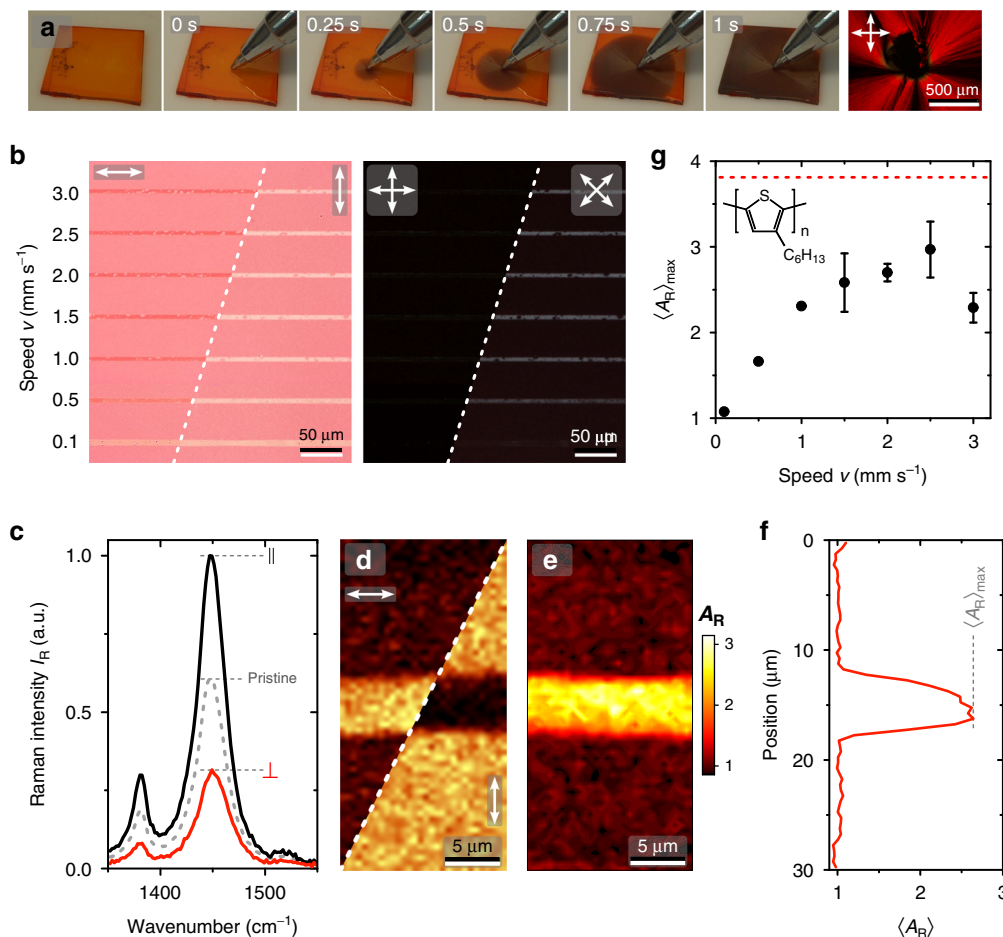 a
0 s
0.25 s
0.5 s
0.75 s
1 s
500 μm
b
Speed v (mm s⁻¹)
3.0
2.5
2.0
1.5
1.0
0.5
0.1
50 μm
50 μm
g
⟨A_R⟩max
4
3
2
1
0
1
2
3
Speed v (mm s⁻¹)
S
n
C₆H₁₃
c
Raman intensity I_R (a.u.)
1.0
0.5
0.0
||
Pristine
⊥
1400
1500
Wavenumber (cm⁻¹)
d
5 μm
e
5 μm
A_R
3
2
1
f
Position (μm)
0
10
20
30
⟨A_R⟩max
1
2
3
⟨A_R⟩